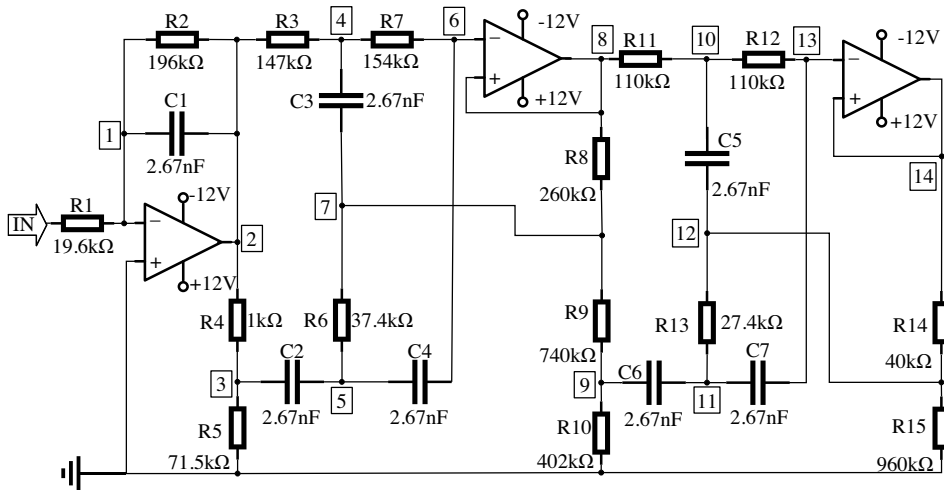 R2
196kΩ
R3
147kΩ
4
R7
154kΩ
6
-12V
+12V
8
R11
110kΩ
10
R12
110kΩ
13
-12V
+12V
C1
2.67nF
1
C3
2.67nF
R8
260kΩ
C5
2.67nF
14
IN
R1
19.6kΩ
-12V
+12V
2
7
12
R4
1kΩ
R6
37.4kΩ
R9
740kΩ
R13
27.4kΩ
R14
40kΩ
3
C2
2.67nF
5
C4
2.67nF
9
C6
2.67nF
11
C7
2.67nF
R5
71.5kΩ
R10
402kΩ
R15
960kΩ